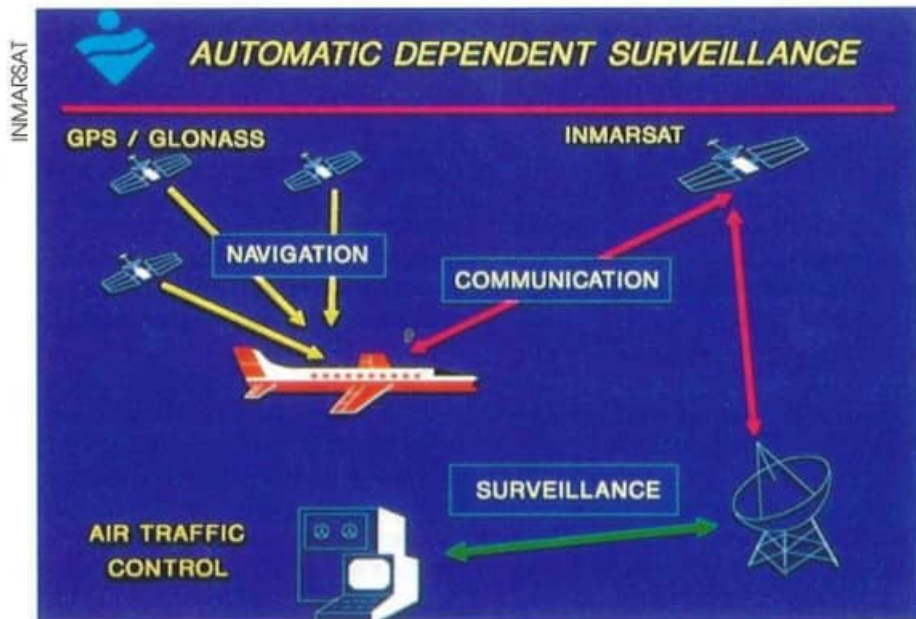 INMARSAT
AUTOMATIC DEPENDENT SURVEILLANCE
GPS / GLONASS
INMARSAT
NAVIGATION
COMMUNICATION
SURVEILLANCE
AIR TRAFFIC
CONTROL